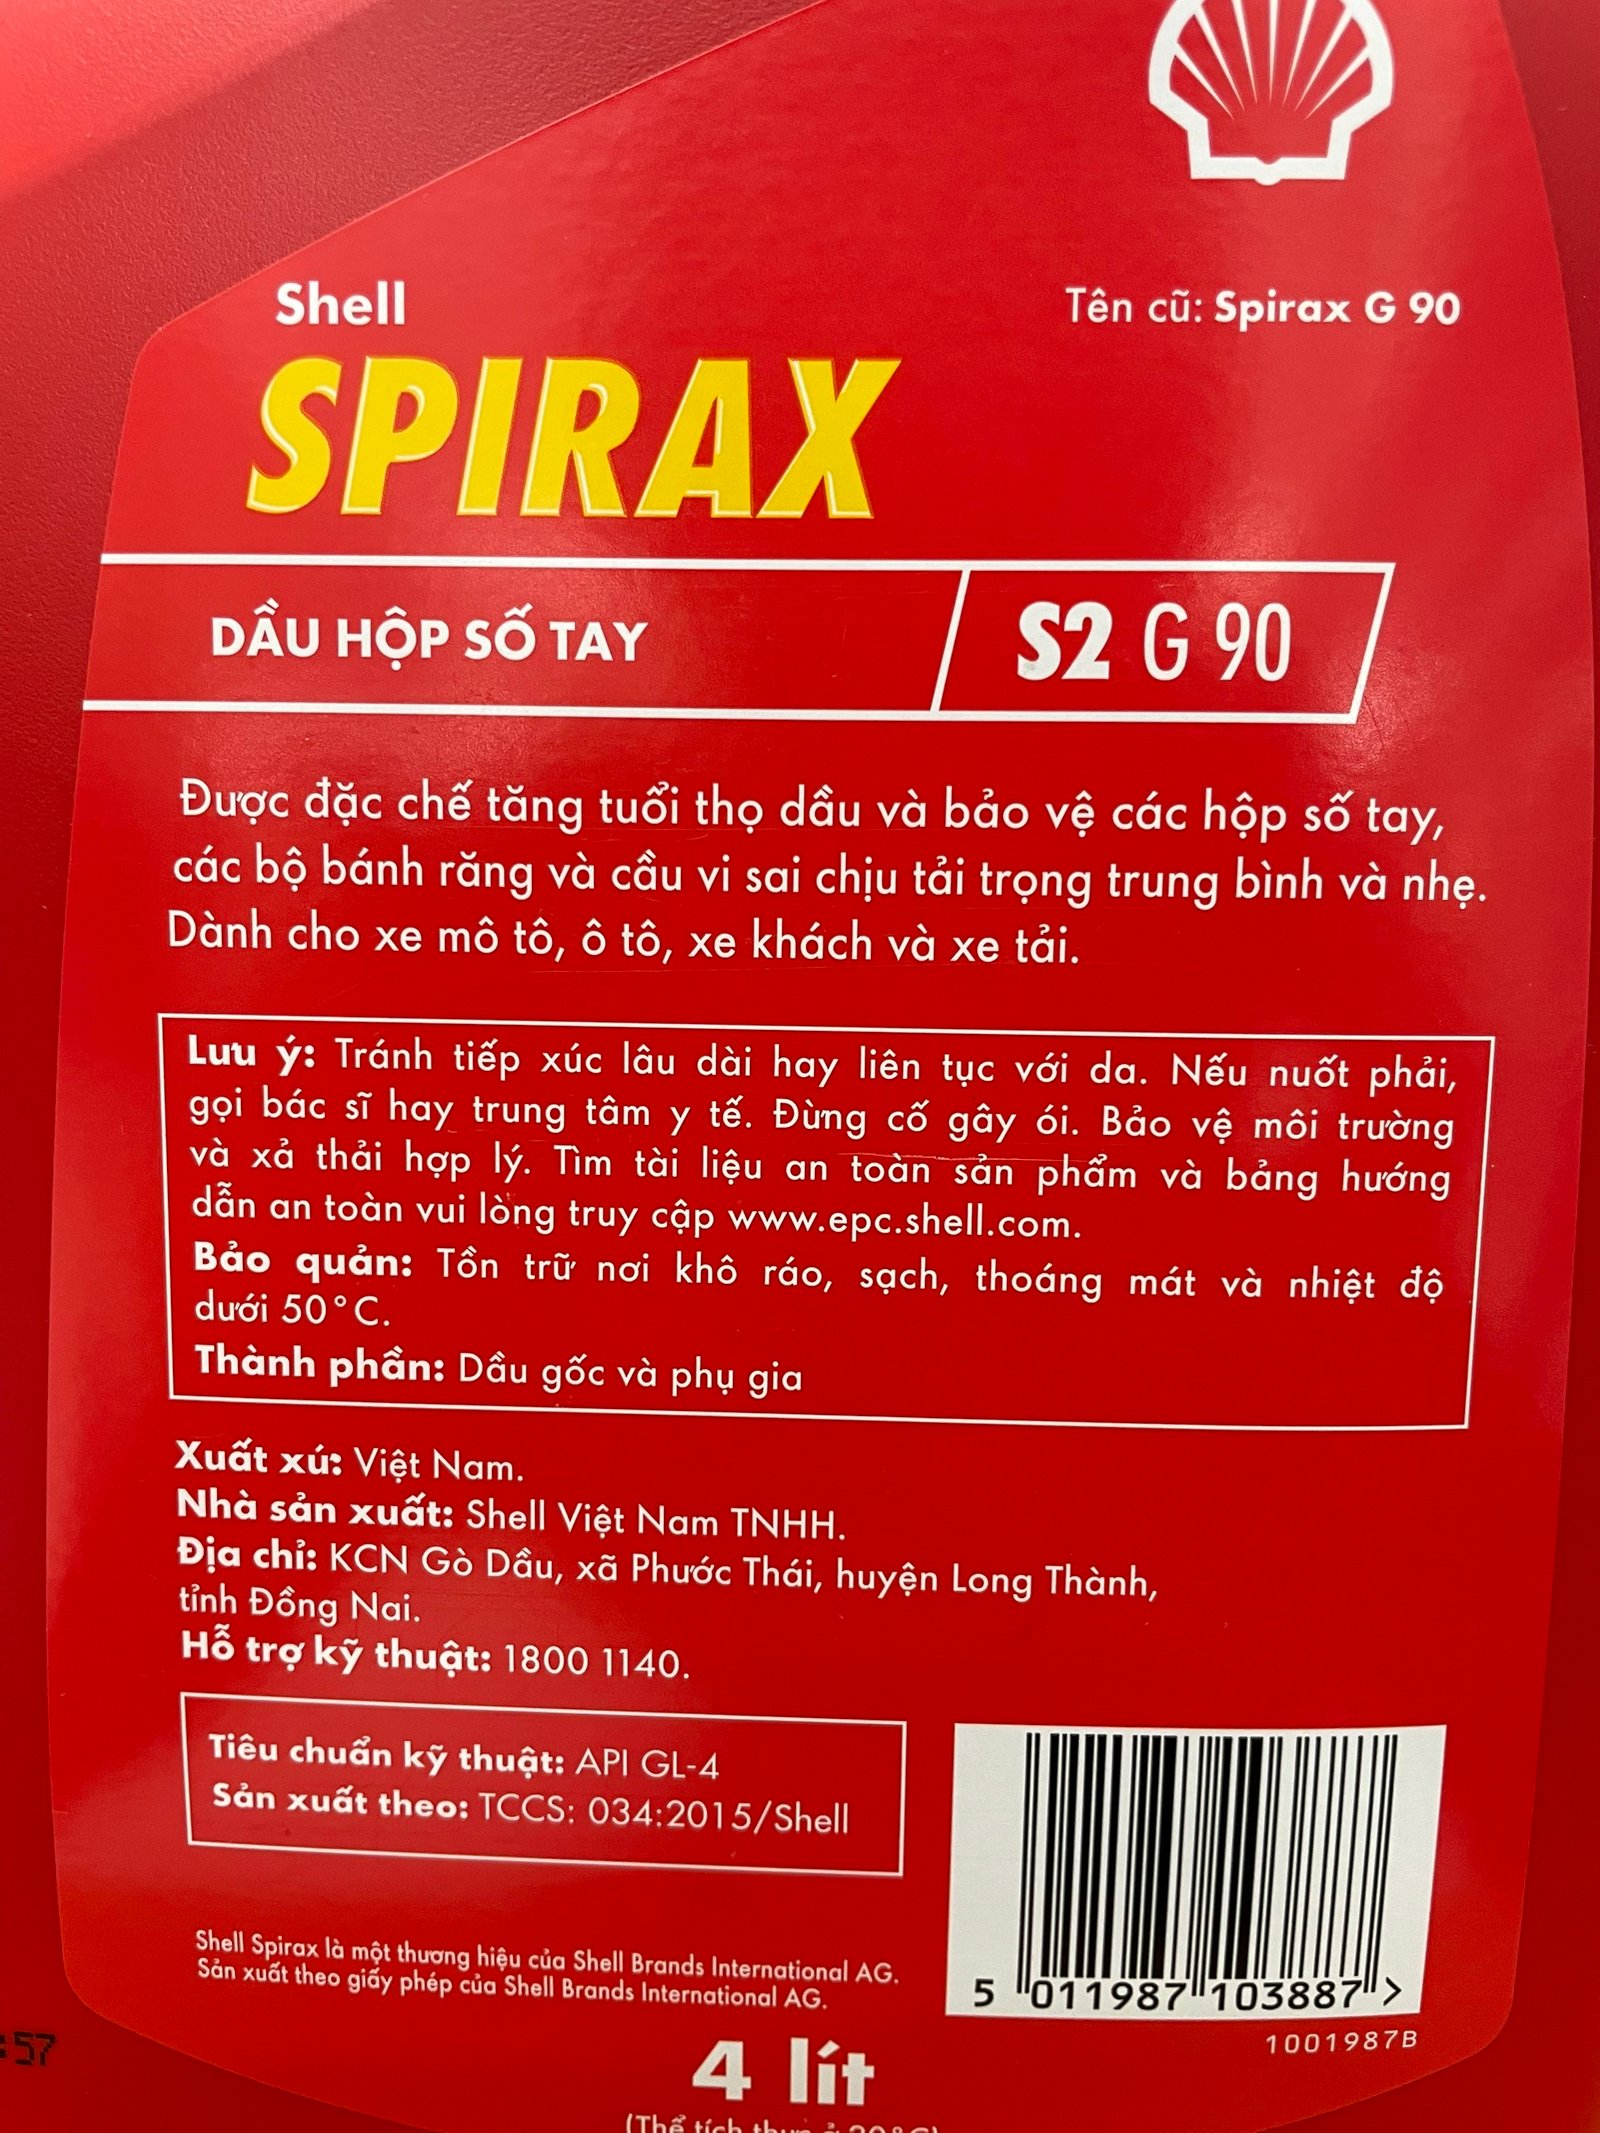 Shell
Tên cũ: Spirax G 90
SPIRAX
DẦU HỘP SỐ TAY
S2 G 90
Được đặc chế tăng tuổi thọ dầu và bảo vệ các hộp số tay,
các bộ bánh răng và cầu vi sai chịu tải trọng trung bình và nhẹ.
Dành cho xe mô tô, ô tô, xe khách và xe tải.
Lưu ý: Tránh tiếp xúc lâu dài hay liên tục với da. Nếu nuốt phải,
gọi bác sĩ hay trung tâm y tế. Đừng cố gây ói. Bảo vệ môi trường
và xả thải hợp lý. Tìm tài liệu an toàn sản phẩm và bảng hướng
dẫn an toàn vui lòng truy cập www.epc.shell.com.
Bảo quản: Tồn trữ nơi khô ráo, sạch, thoáng mát và nhiệt độ
dưới 50°C.
Thành phần: Dầu gốc và phụ gia
Xuất xứ: Việt Nam.
Nhà sản xuất: Shell Việt Nam TNHH.
Địa chỉ: KCN Gò Dầu, xã Phước Thái, huyện Long Thành,
tỉnh Đồng Nai.
Hỗ trợ kỹ thuật: 1800 1140.
Tiêu chuẩn kỹ thuật: API GL-4
Sản xuất theo: TCCS: 034:2015/Shell
Shell Spirax là một thương hiệu của Shell Brands International AG.
Sản xuất theo giấy phép của Shell Brands International AG.
5 011987 103887 >
1001987B
:57
4 lít
(Thể tích thực ở 20°C)